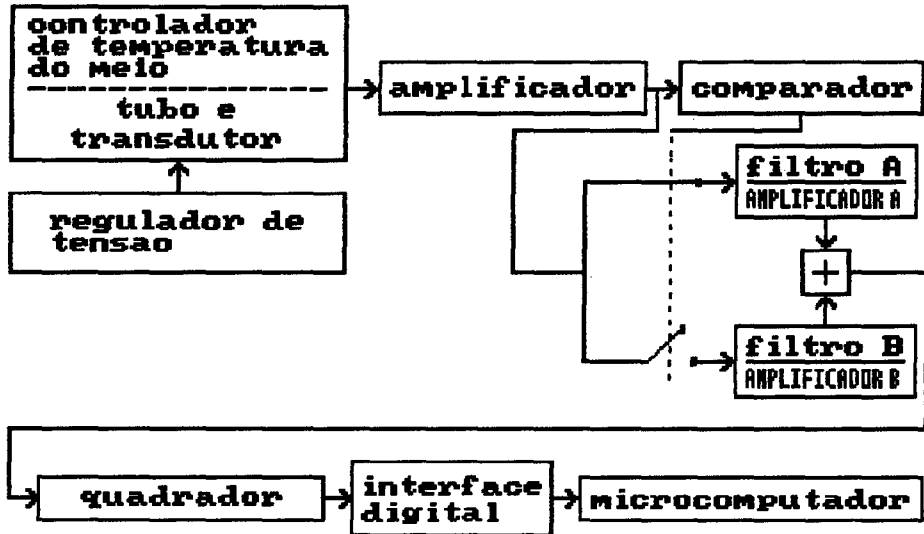 controlador
de temperatura
do meio
tubo e
transdutor
amplificador
comparador
filtro A
AMPLIFICADOR A
regulador de
tensao
+
filtro B
AMPLIFICADOR B
quadrador
interface
digital
microcomputador